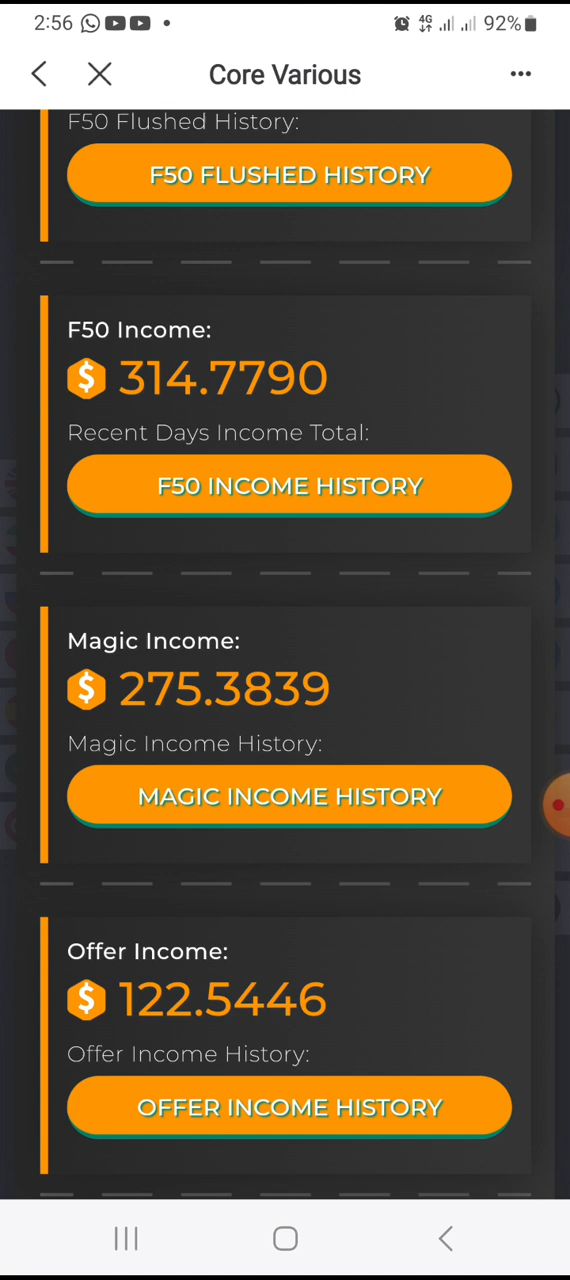 2:56
4G
92%
Core Various
F50 Flushed History:
F50 FLUSHED HISTORY
F50 Income:
$ 314.7790
Recent Days Income Total:
F50 INCOME HISTORY
Magic Income:
$ 275.3839
Magic Income History:
MAGIC INCOME HISTORY
Offer Income:
$ 122.5446
Offer Income History:
OFFER INCOME HISTORY